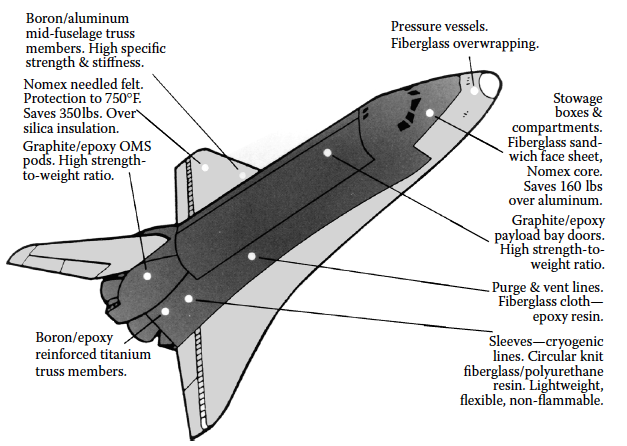 Boron/aluminum
mid-fuselage truss
members. High specific
strength & stiffness.
Nomex needled felt.
Protection to 750°F.
Saves 350lbs. Over
silica insulation.
Graphite/epoxy OMS
pods. High strength-
to-weight ratio.
Boron/epoxy
reinforced titanium
truss members.
Pressure vessels.
Fiberglass overwrapping.
Stowage
boxes &
compartments.
Fiberglass sand-
wich face sheet,
Nomex core.
Saves 160 lbs
over aluminum.
Graphite/epoxy
payload bay doors.
High strength-to-
weight ratio.
Purge & vent lines.
Fiberglass cloth—
epoxy resin.
Sleeves—cryogenic
lines. Circular knit
fiberglass/polyurethane
resin. Lightweight,
flexible, non-flammable.